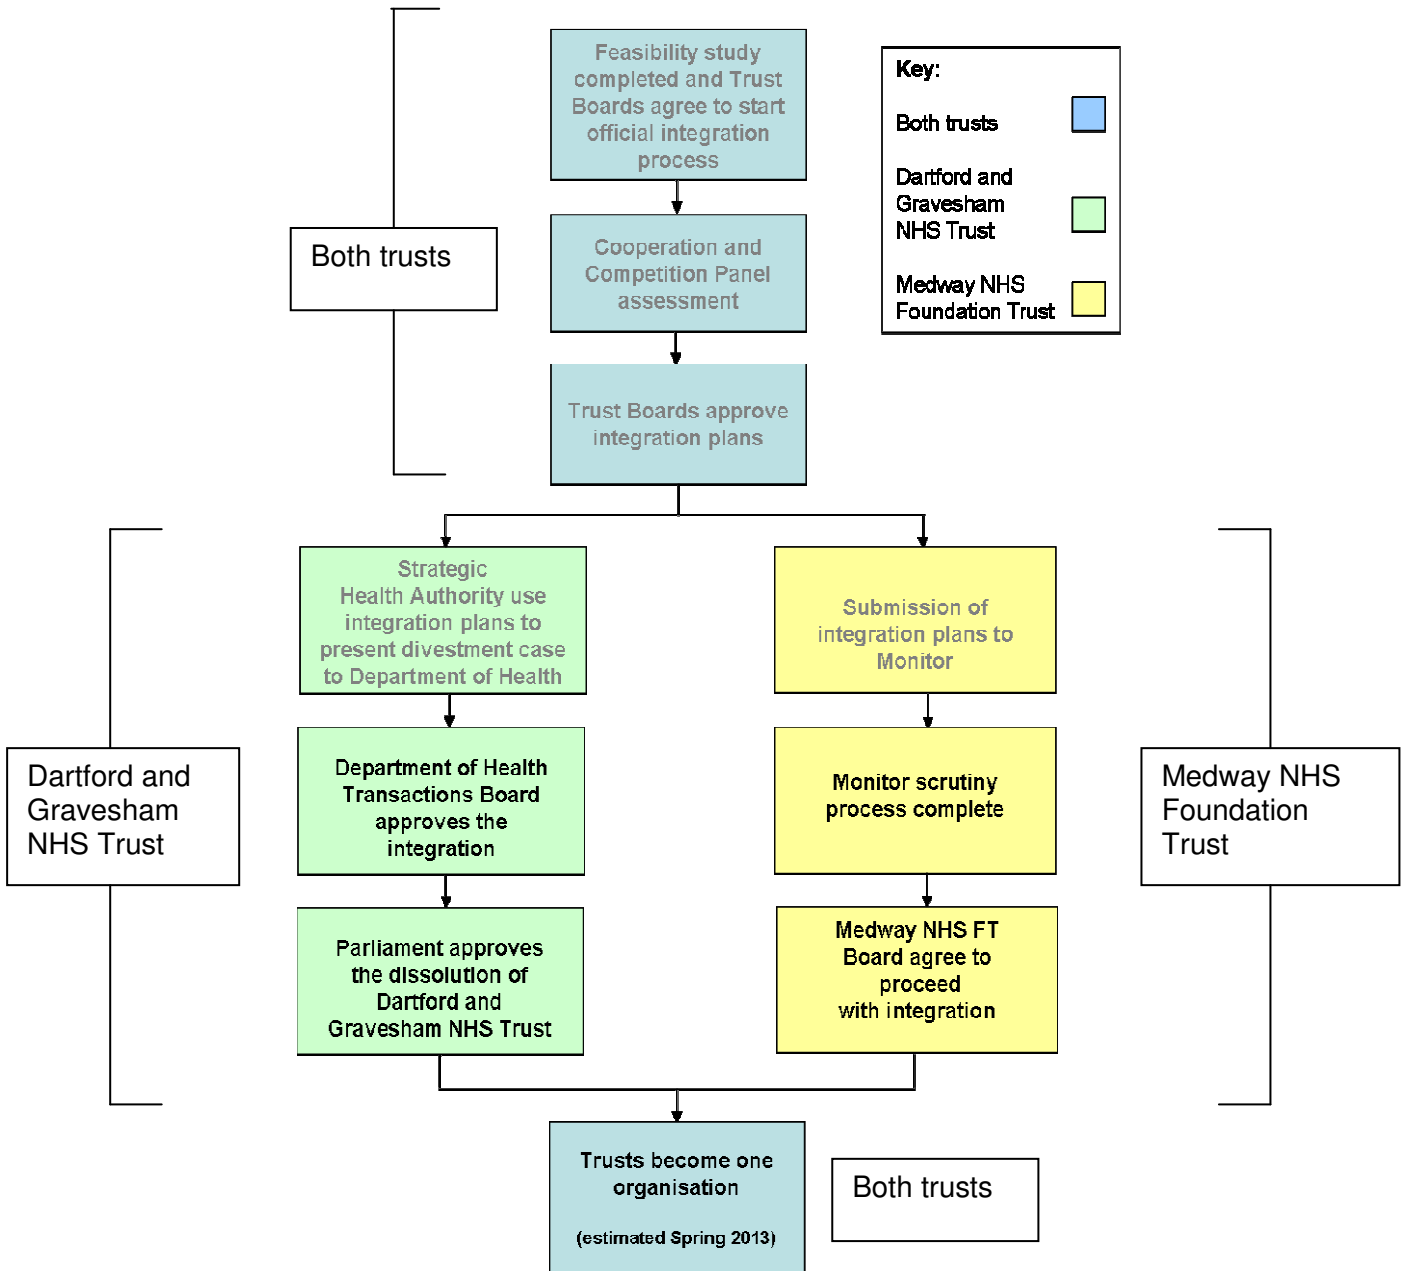 Feasibility study
completed and Trust
Boards agree to start
official integration
process
Key:
Both trusts
Dartford and
Gravesham
NHS Trust
Medway NHS
Foundation Trust
Both trusts
Cooperation and
Competition Panel
assessment
Trust Boards approve
integration plans
Strategic
Health Authority use
integration plans to
present divestment case
to Department of Health
Submission of
integration plans to
Monitor
Dartford and
Gravesham
NHS Trust
Department of Health
Transactions Board
approves the
integration
Monitor scrutiny
process complete
Medway NHS
Foundation
Trust
Parliament approves
the dissolution of
Dartford and
Gravesham NHS Trust
Medway NHS FT
Board agree to
proceed
with integration
Trusts become one
organisation
(estimated Spring 2013)
Both trusts